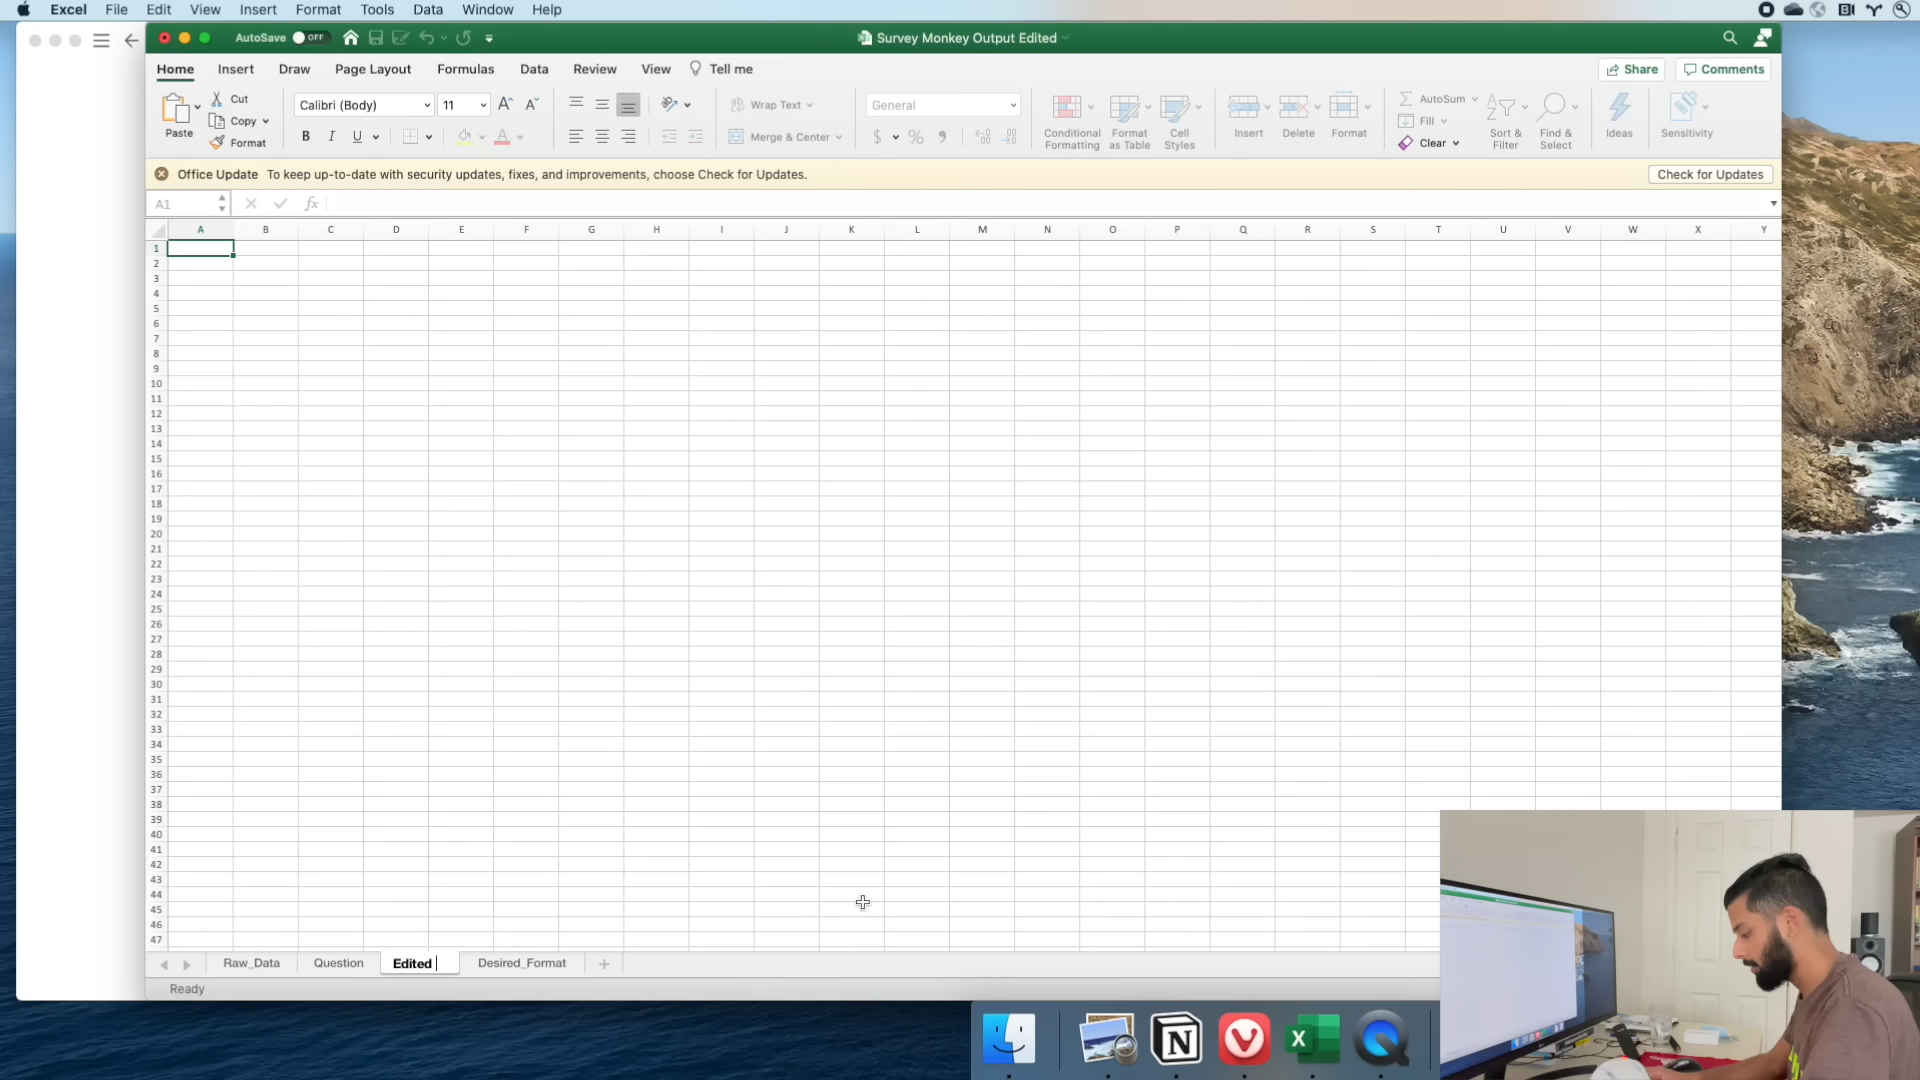 Excel File Edit View Insert Format Tools Data Window Help
AutoSave OFF Survey Monkey Output Edited
Home Insert Draw Page Layout Formulas Data Review View Tell me Share Comments
Paste Cut Copy Format
Calibri (Body) 11
B I U
Wrap Text
Merge & Center
General
$ % 
Conditional Formatting
Format as Table
Cell Styles
Insert Delete Format
AutoSum
Fill
Clear
Sort & Filter
Find & Select
Ideas
Sensitivity
Office Update To keep up-to-date with security updates, fixes, and improvements, choose Check for Updates. Check for Updates
A1 fx
A B C D E F G H I J K L M N O P Q R S T U V W X Y
1
2
3
4
5
6
7
8
9
10
11
12
13
14
15
16
17
18
19
20
21
22
23
24
25
26
27
28
29
30
31
32
33
34
35
36
37
38
39
40
41
42
43
44
45
46
47
Raw_Data Question Edited Desired_Format
Ready